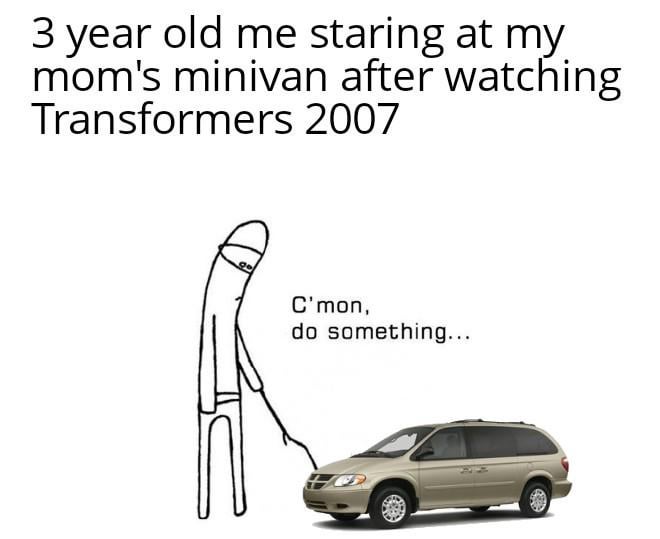 3 year old me staring at my
mom's minivan after watching
Transformers 2007
C'mon,
do something...